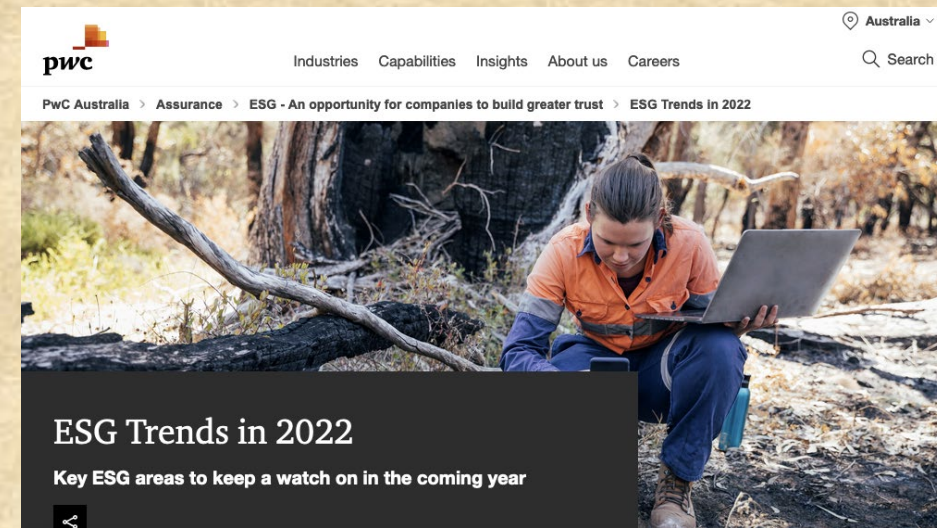 Australia
pwc
Industries Capabilities Insights About us Careers
Search
PwC Australia > Assurance > ESG - An opportunity for companies to build greater trust > ESG Trends in 2022
ESG Trends in 2022
Key ESG areas to keep a watch on in the coming year